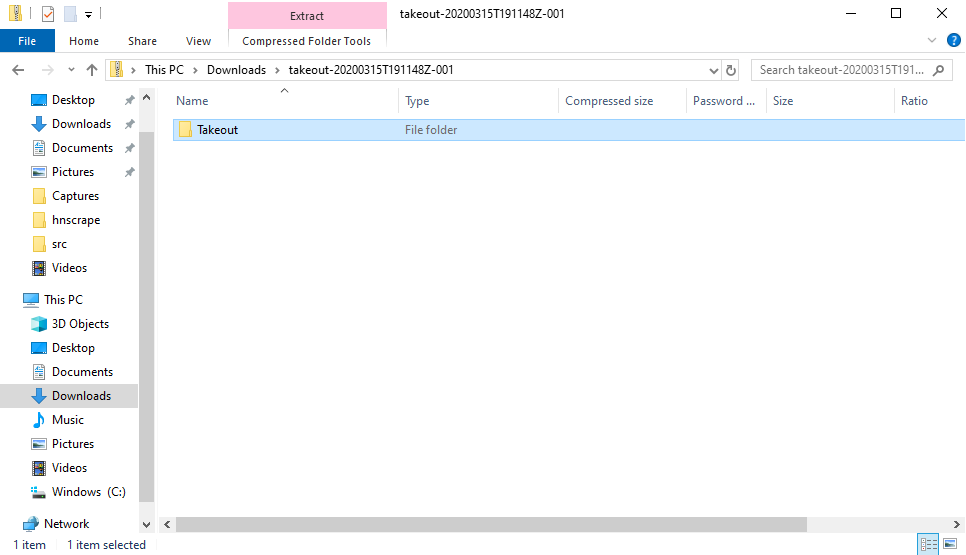 Extract
takeout-20200315T191148Z-001
File
Home
Share
View
Compressed Folder Tools
This PC
Downloads
takeout-20200315T191148Z-001
Search takeout-20200315T191...
Name
Type
Compressed size
Password ...
Size
Ratio
Takeout
File folder
Desktop
Downloads
Documents
Pictures
Captures
hnscrape
src
Videos
This PC
3D Objects
Desktop
Documents
Downloads
Music
Pictures
Videos
Windows (C:)
Network
1 item
1 item selected